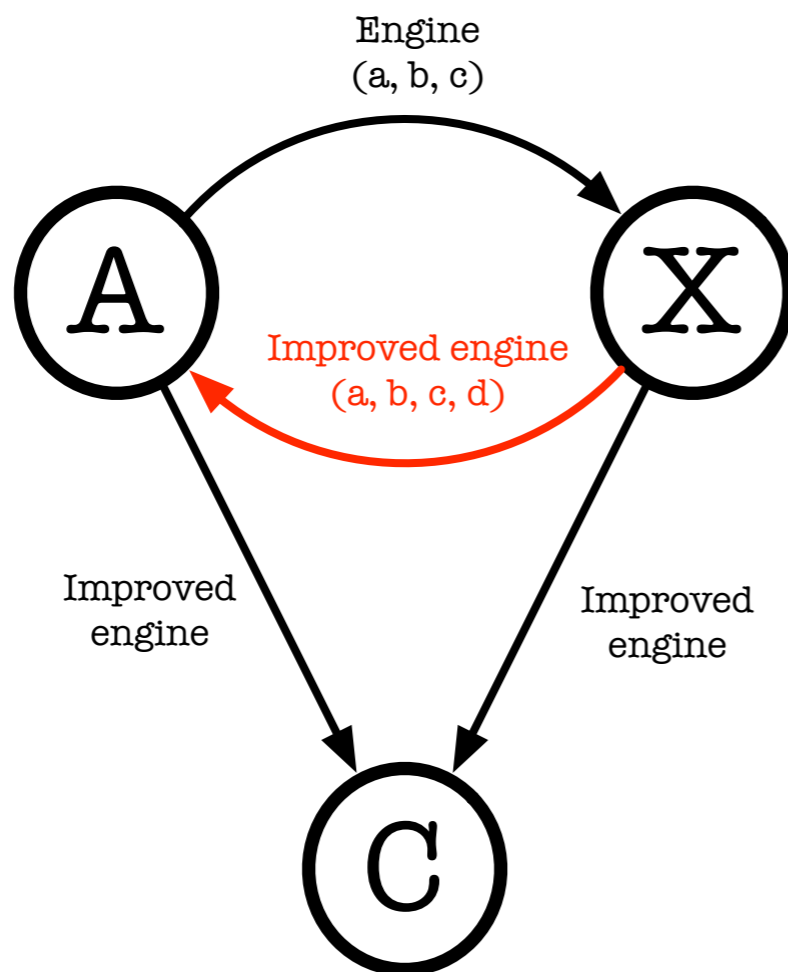 Engine
(a, b, c)
A
X
Improved engine
(a, b, c, d)
Improved
engine
Improved
engine
C